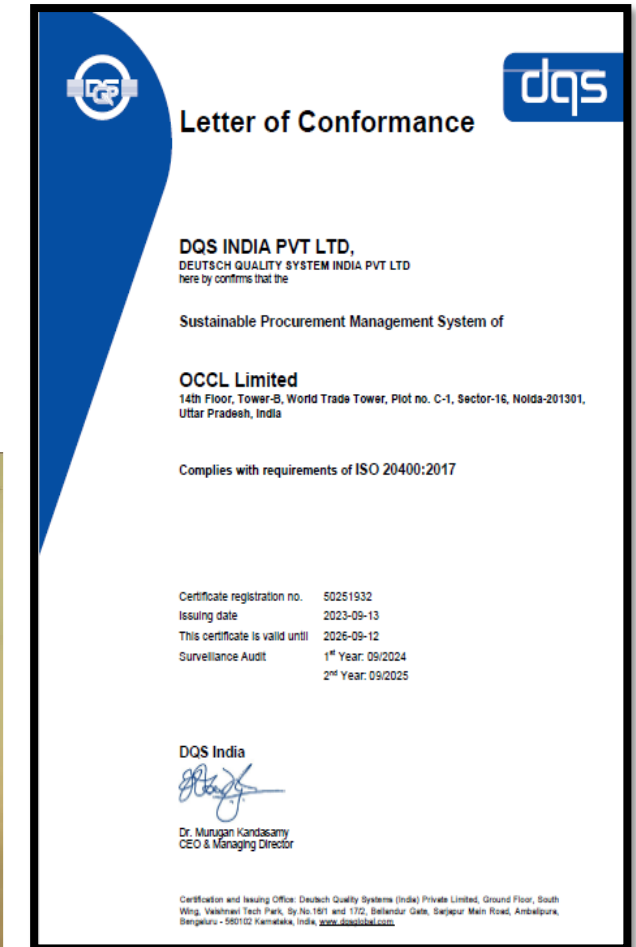 DQS
dqs
Letter of Conformance
DQS INDIA PVT LTD,
DEUTSCH QUALITY SYSTEM INDIA PVT LTD
here by confirms that the
Sustainable Procurement Management System of
OCCL Limited
14th Floor, Tower-B, World Trade Tower, Plot no. C-1, Sector-16, Noida-201301,
Uttar Pradesh, India
Complies with requirements of ISO 20400:2017
Certificate registration no. 50251932
Issuing date 2023-09-13
This certificate is valid until 2026-09-12
Surveillance Audit 1st Year: 09/2024
2nd Year: 09/2025
DQS India
Dr. Murugan Kandasamy
CEO & Managing Director
Certification and Issuing Office: Deutsch Quality Systems (India) Private Limited, Ground Floor, South
Wing, Vaishnavi Tech Park, Sy.No.16/1 and 17/2, Bellandur Gate, Sarjapur Main Road, Ambalipura,
Bengaluru - 560102 Karnataka, India, www.dqsglobal.com